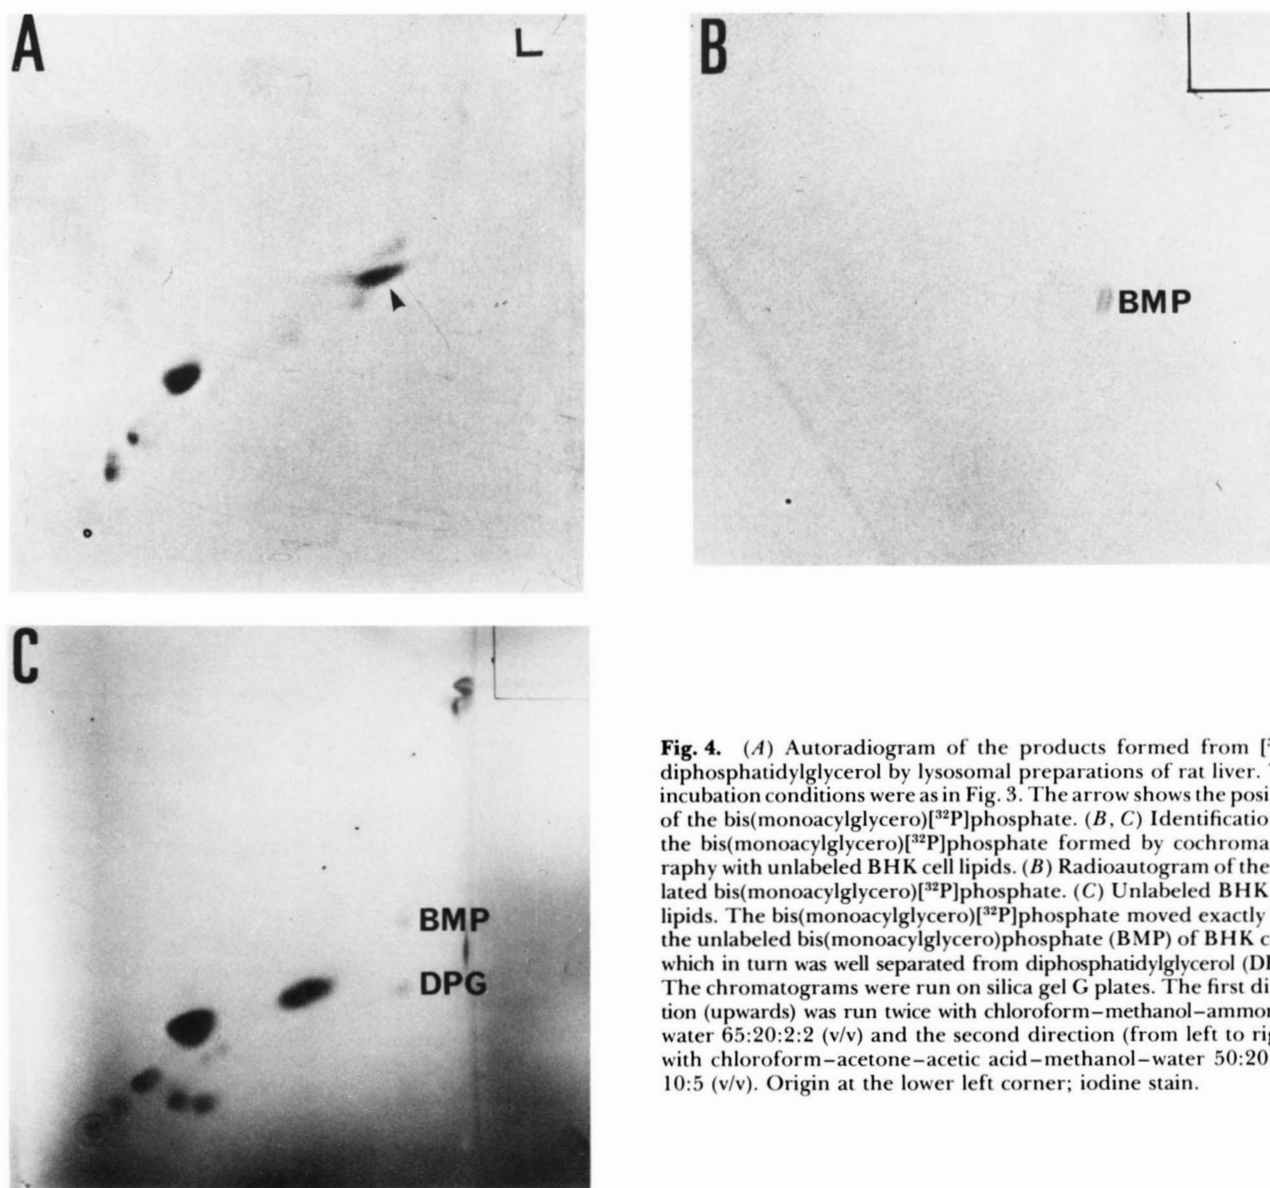 A
B
BMP
C
BMP
DPG
Fig. 4. (A) Autoradiogram of the products formed from [
diphosphatidylglycerol by lysosomal preparations of rat liver.
incubation conditions were as in Fig. 3. The arrow shows the posi
of the bis(monoacylglycero)[³²P]phosphate. (B, C) Identificatio
the bis(monoacylglycero)[³²P]phosphate formed by cochroma
raphy with unlabeled BHK cell lipids. (B) Radioautogram of the
lated bis(monoacylglycero)[³²P]phosphate. (C) Unlabeled BHK
lipids. The bis(monoacylglycero)[³²P]phosphate moved exactly
the unlabeled bis(monoacylglycero)phosphate (BMP) of BHK c
which in turn was well separated from diphosphatidylglycerol (D
The chromatograms were run on silica gel G plates. The first di
tion (upwards) was run twice with chloroform–methanol–ammon
water 65:20:2:2 (v/v) and the second direction (from left to ri
with chloroform–acetone–acetic acid–methanol–water 50:20
10:5 (v/v). Origin at the lower left corner; iodine stain.